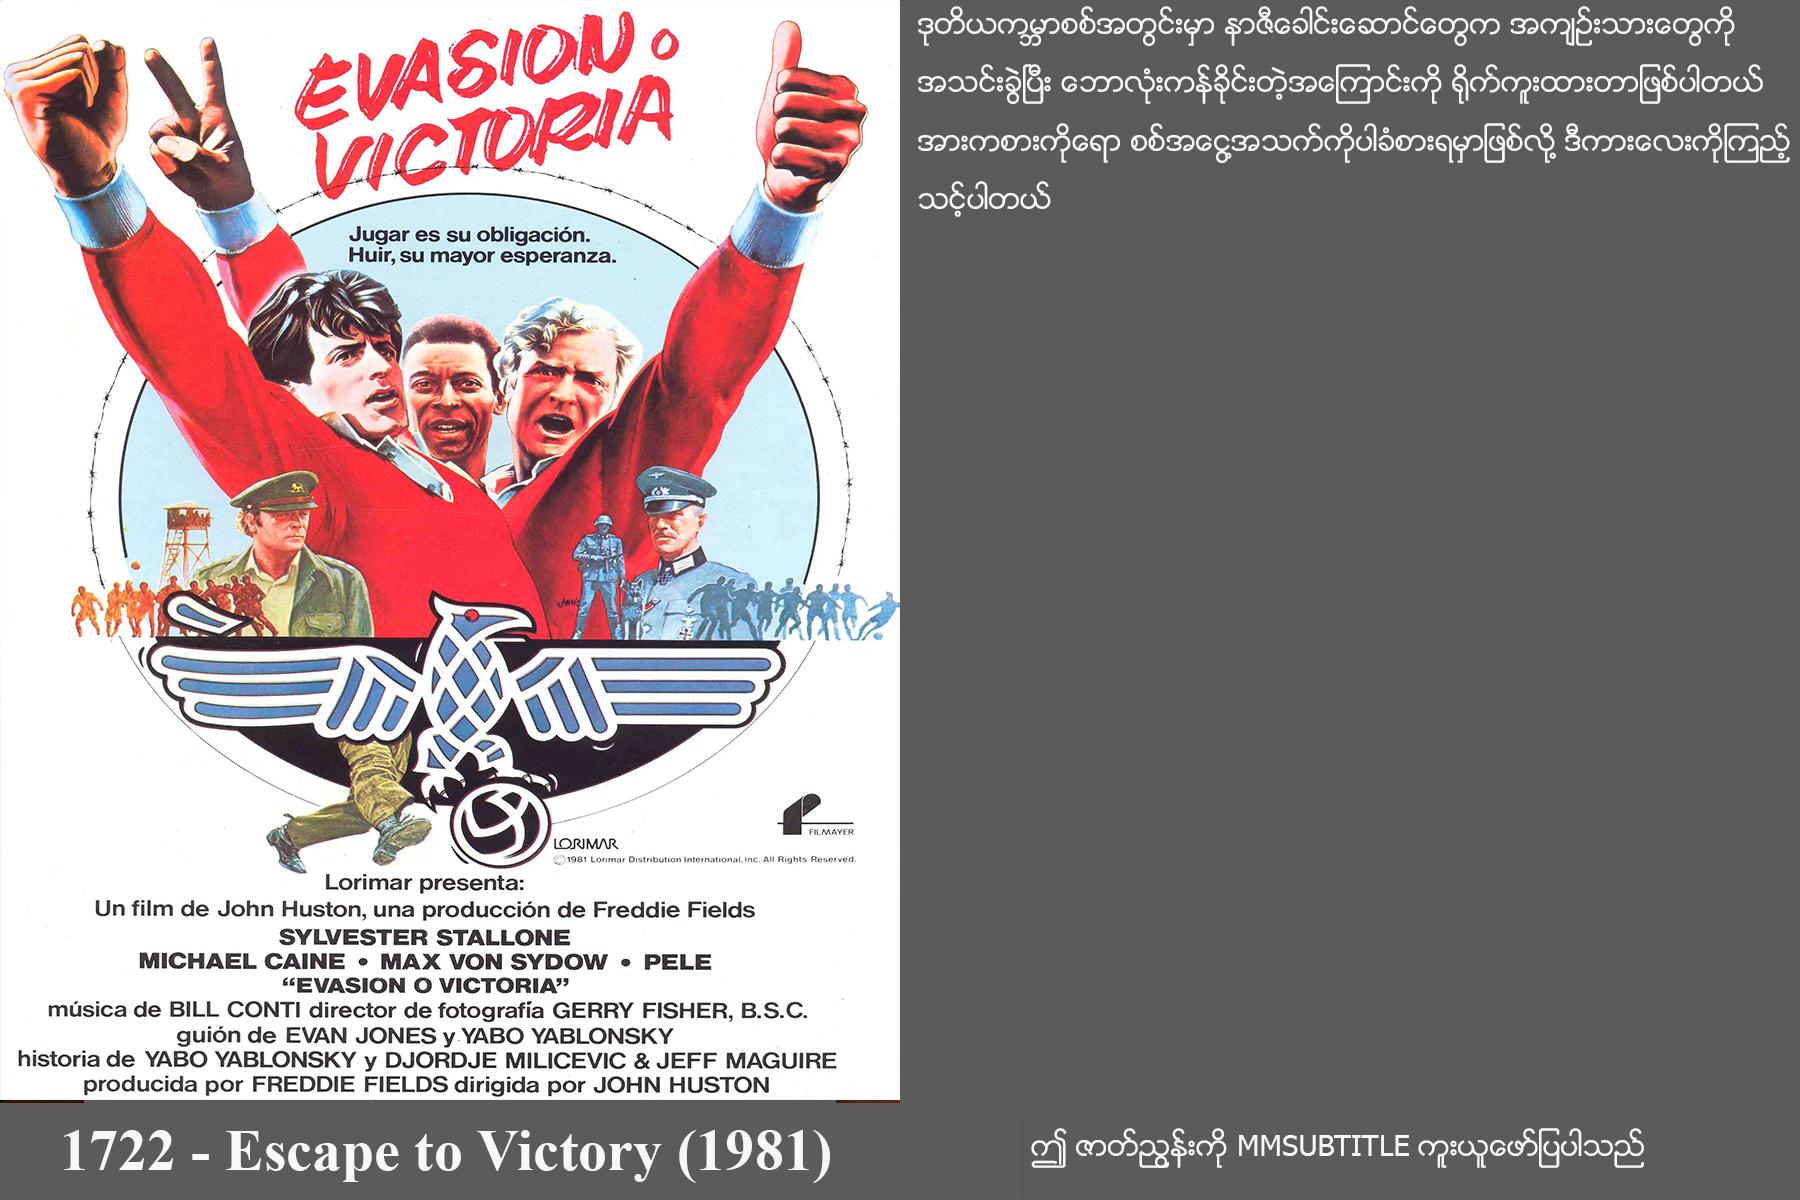 EVASION O
VICTORIA
Jugar es su obligación.
Huir, su mayor esperanza.
LORIMAR
FILMAYER
©1981 Lorimar Distribution International, Inc. All Rights Reserved.
Lorimar presenta:
Un film de John Huston, una producción de Freddie Fields
SYLVESTER STALLONE
MICHAEL CAINE • MAX VON SYDOW • PELE
“EVASION O VICTORIA”
música de BILL CONTI director de fotografía GERRY FISHER, B.S.C.
guión de EVAN JONES y YABO YABLONSKY
historia de YABO YABLONSKY y DJORDJE MILICEVIC & JEFF MAGUIRE
producida por FREDDIE FIELDS dirigida por JOHN HUSTON
1722 - Escape to Victory (1981)
ဒုတိယကမ္ဘာစစ်အတွင်းမှာ နာဇီခေါင်းဆောင်တွေက အကျဉ်းသားတွေကို
အသင်းခွဲပြီး ဘောလုံးကန်ခိုင်းတဲ့အကြောင်းကို ရိုက်ကူးထားတာဖြစ်ပါတယ်
အားကစားကိုရော စစ်အငွေ့အသက်ကိုပါခံစားရမှာဖြစ်လို့ ဒီကားလေးကိုကြည့်
သင့်ပါတယ်
ဤ ဇာတ်ညွှန်းကို MMSUBTITLE ကူးယူဖော်ပြပါသည်